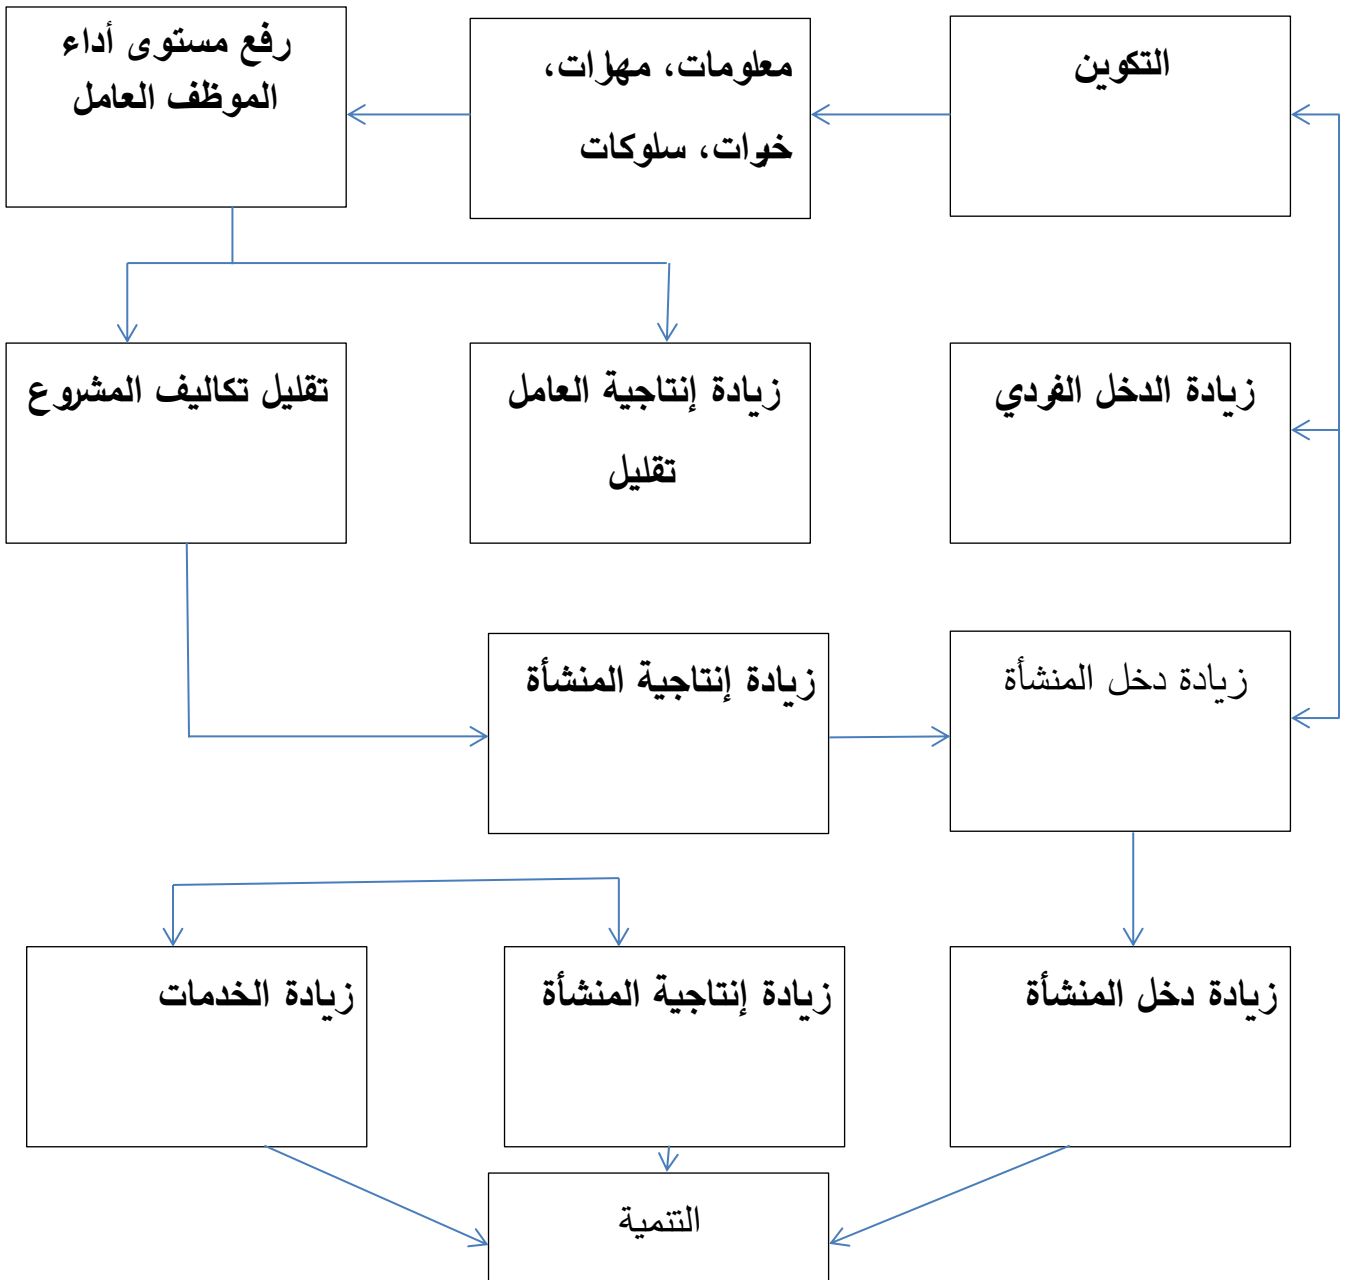 التكوين
معلومات، مهارات،
خبرات، سلوكات
رفع مستوى أداء
الموظف العامل
زيادة الدخل الفردي
زيادة إنتاجية العامل
تقليل
تقليل تكاليف المشروع
زيادة دخل المنشأة
زيادة إنتاجية المنشأة
زيادة دخل المنشأة
زيادة إنتاجية المنشأة
زيادة الخدمات
التنمية